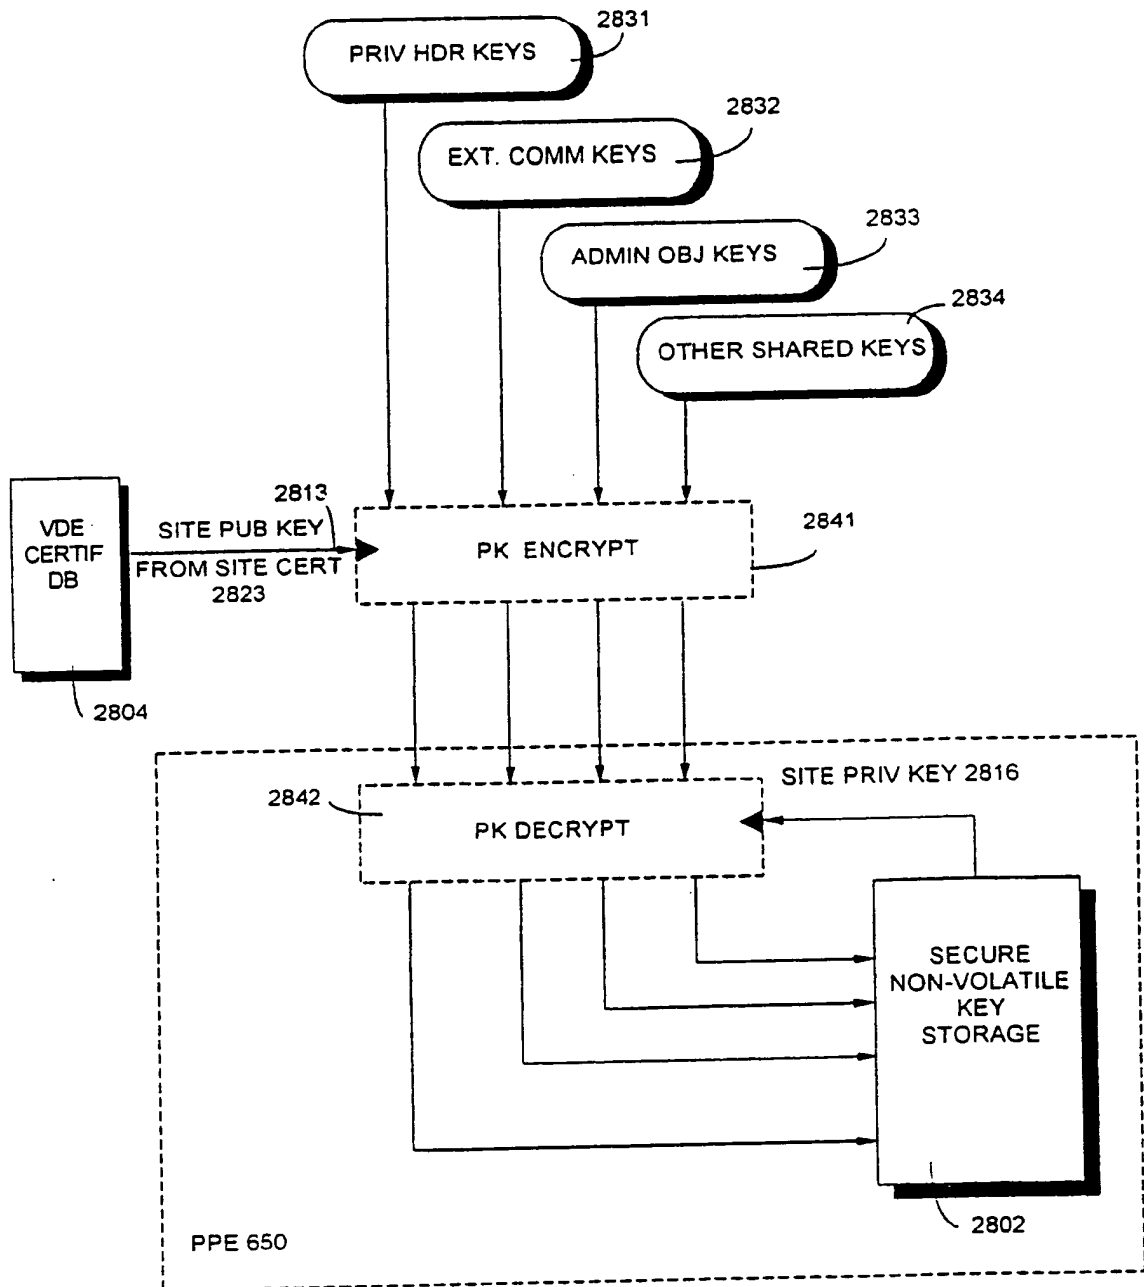 2831
PRIV HDR KEYS
2832
EXT. COMM KEYS
2833
ADMIN OBJ KEYS
2834
OTHER SHARED KEYS
VDE
CERTIF
DB
2813
SITE PUB KEY
FROM SITE CERT
2823
PK ENCRYPT
2841
2804
SITE PRIV KEY 2816
2842
PK DECRYPT
SECURE
NON-VOLATILE
KEY
STORAGE
2802
PPE 650